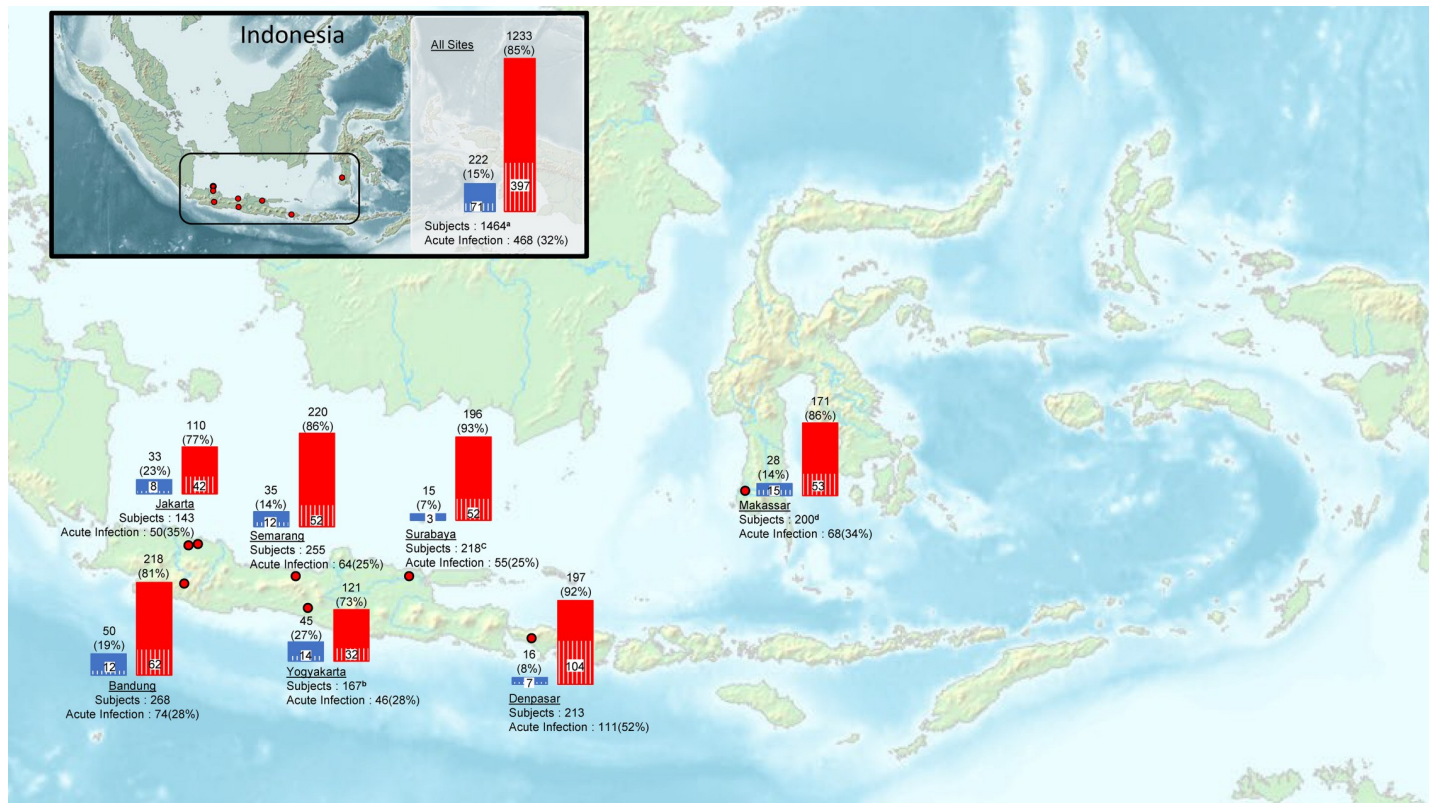 Indonesia
All Sites
1233
(85%)
222
(15%)
397
71
Subjects : 1464ᵃ
Acute Infection : 468 (32%)
110
(77%)
33
(23%)
8
42
Jakarta
Subjects : 143
Acute Infection : 50(35%)
220
(86%)
35
(14%)
12
52
Semarang
Subjects : 255
Acute Infection : 64(25%)
196
(93%)
15
(7%)
3
52
Surabaya
Subjects : 218ᶜ
Acute Infection : 55(25%)
171
(86%)
28
(14%)
15
53
Makassar
Subjects : 200ᵈ
Acute Infection : 68(34%)
218
(81%)
50
(19%)
12
62
Bandung
Subjects : 268
Acute Infection : 74(28%)
121
(73%)
45
(27%)
14
32
Yogyakarta
Subjects : 167ᵇ
Acute Infection : 46(28%)
197
(92%)
16
(8%)
7
104
Denpasar
Subjects : 213
Acute Infection : 111(52%)